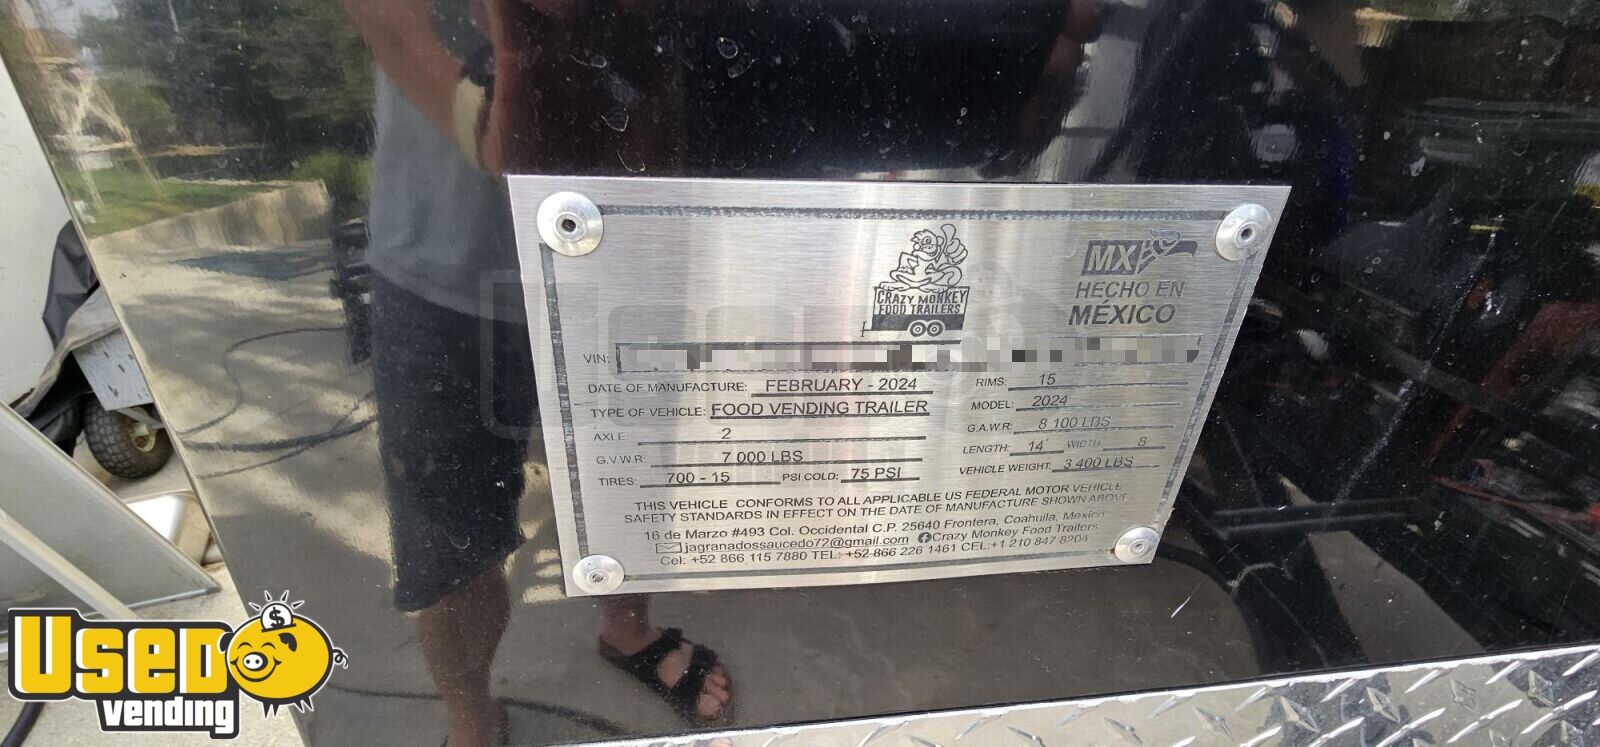 CRAZY MONKEY
FOOD TRAILERS
MX
HECHO EN
MEXICO
VIN:
DATE OF MANUFACTURE: FEBRUARY - 2024
TYPE OF VEHICLE: FOOD VENDING TRAILER
AXLE: 2
G.V.W.R: 7 000 LBS
TIRES: 700 - 15 PSI COLD: 75 PSI
RIMS: 15
MODEL: 2024
G.A.W.R: 8 100 LBS
LENGTH: 14' WIDTH: 8
VEHICLE WEIGHT: 3 400 LBS
THIS VEHICLE CONFORMS TO ALL APPLICABLE US FEDERAL MOTOR VEHICLE
SAFETY STANDARDS IN EFFECT ON THE DATE OF MANUFACTURE SHOWN ABOVE
16 de Marzo #493 Col. Occidental C.P. 25640 Frontera, Coahuila, Mexico
jagranadossaucedo72@gmail.com Crazy Monkey Food Trailers
Cel: +52 866 115 7880 TEL: +52 866 226 1461 CEL:+1 210 847 8204
USED
vending